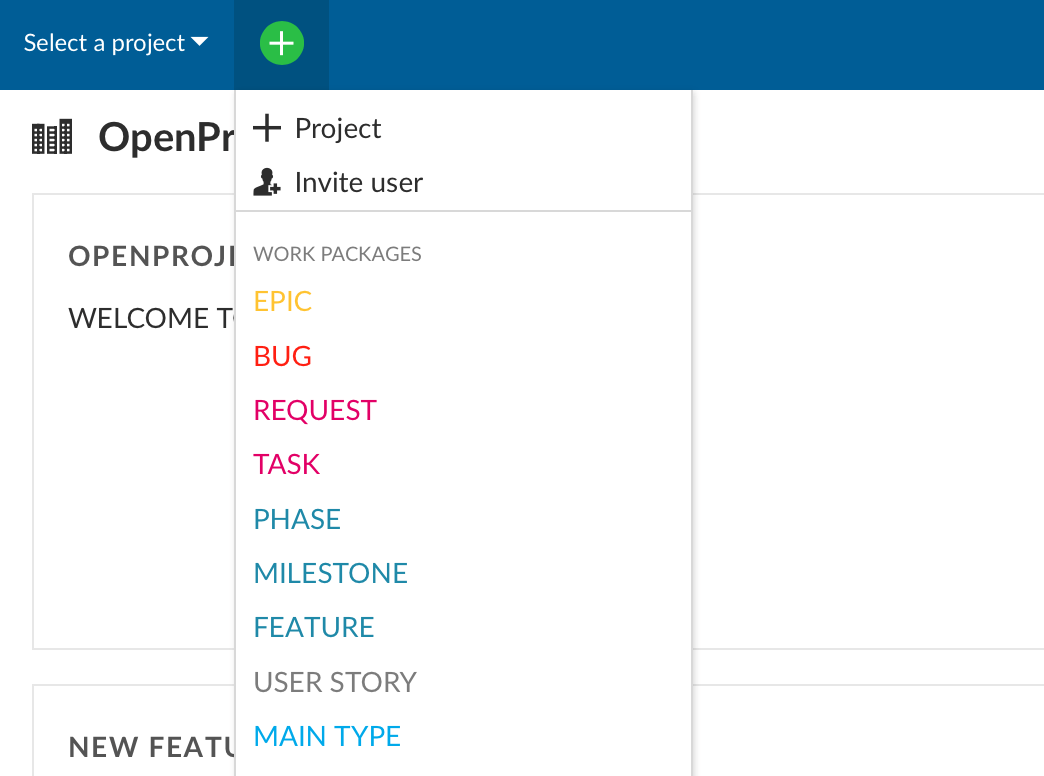 Select a project
Project
OpenPr
Invite user
WORK PACKAGES
OPENPROJ
EPIC
WELCOME T
BUG
REQUEST
TASK
PHASE
MILESTONE
FEATURE
USER STORY
MAIN TYPE
NEW FEATU